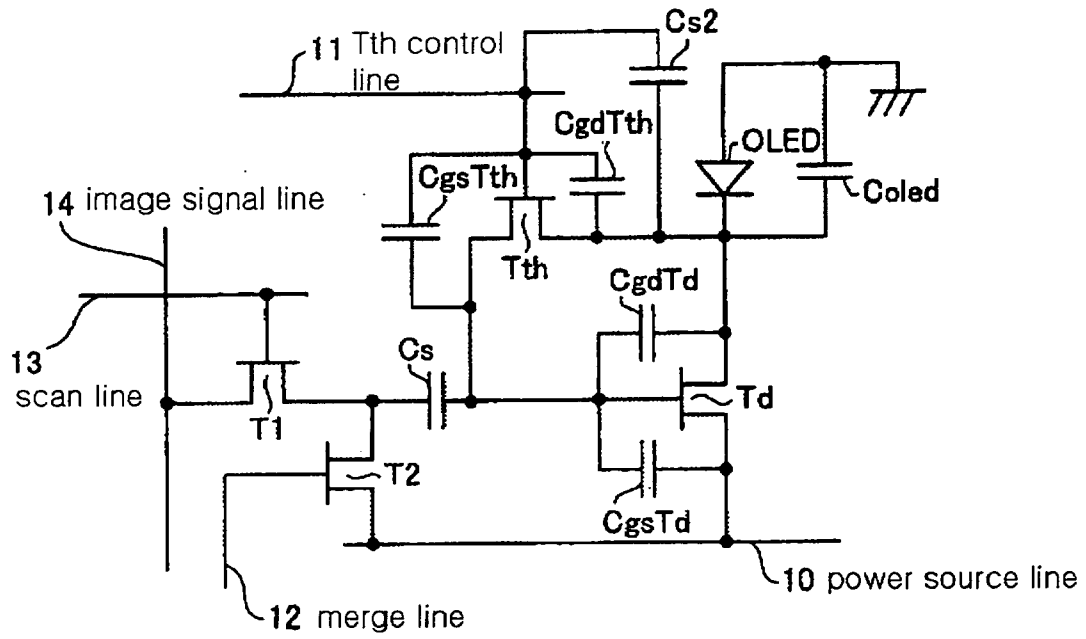 Cs2
11 Tth control
line
CgdTth
OLED
CgsTth
14 image signal line
Coled
Tth
CgdTd
13
scan line
Cs
T1
Td
T2
CgsTd
10 power source line
12 merge line